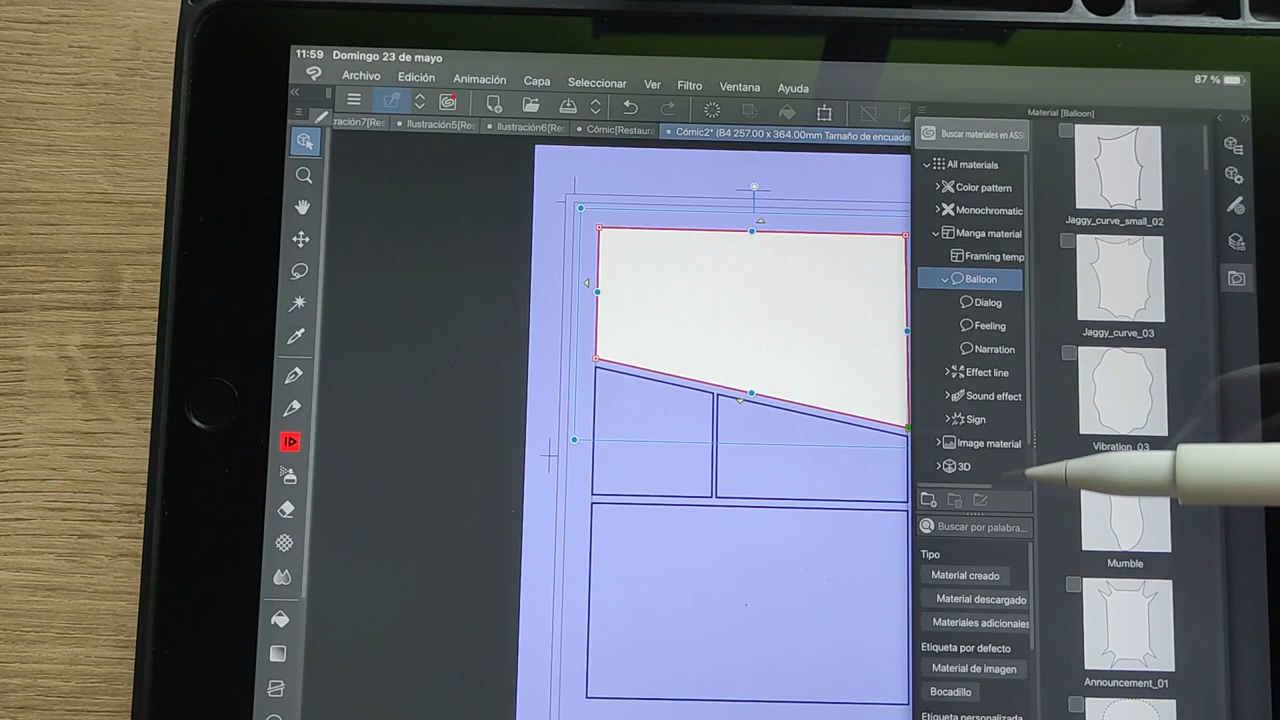 11:59 Domingo 23 de mayo
87 %
Archivo Edición Animación Capa Seleccionar Ver Filtro Ventana Ayuda
Ilustración5[Res
Ilustración6[Res
Cómic[Restaura
Cómic2* (B4 257.00 x 364.00mm Tamaño de encuade
Material [Balloon]
Buscar materiales en ASS
All materials
Color pattern
Monochromatic
Manga material
Framing temp
Balloon
Dialog
Feeling
Narration
Effect line
Sound effect
Sign
Image material
3D
Buscar por palabra...
Tipo
Material creado
Material descargado
Materiales adicionales
Etiqueta por defecto
Material de imagen
Bocadillo
Jaggy_curve_small_02
Jaggy_curve_03
Vibration_03
Mumble
Announcement_01